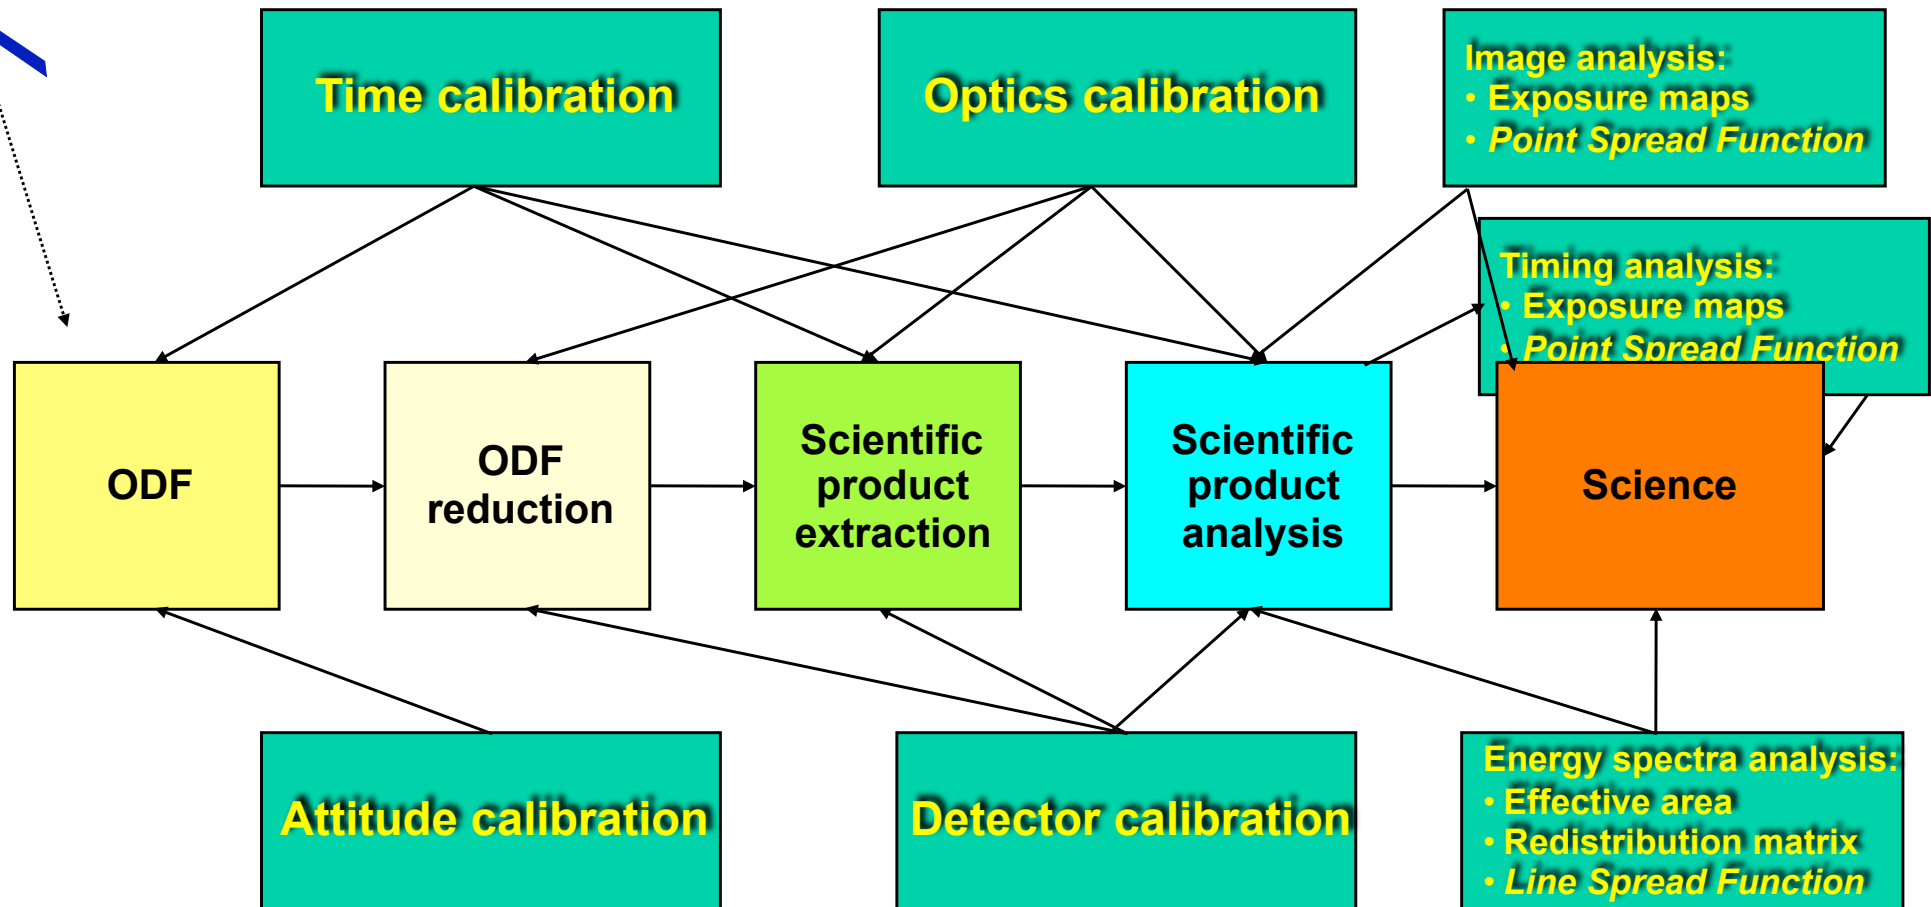 Time calibration
Optics calibration
Image analysis:
• Exposure maps
• Point Spread Function
Timing analysis:
• Exposure maps
• Point Spread Function
ODF
ODF
reduction
Scientific
product
extraction
Scientific
product
analysis
Science
Attitude calibration
Detector calibration
Energy spectra analysis:
• Effective area
• Redistribution matrix
• Line Spread Function